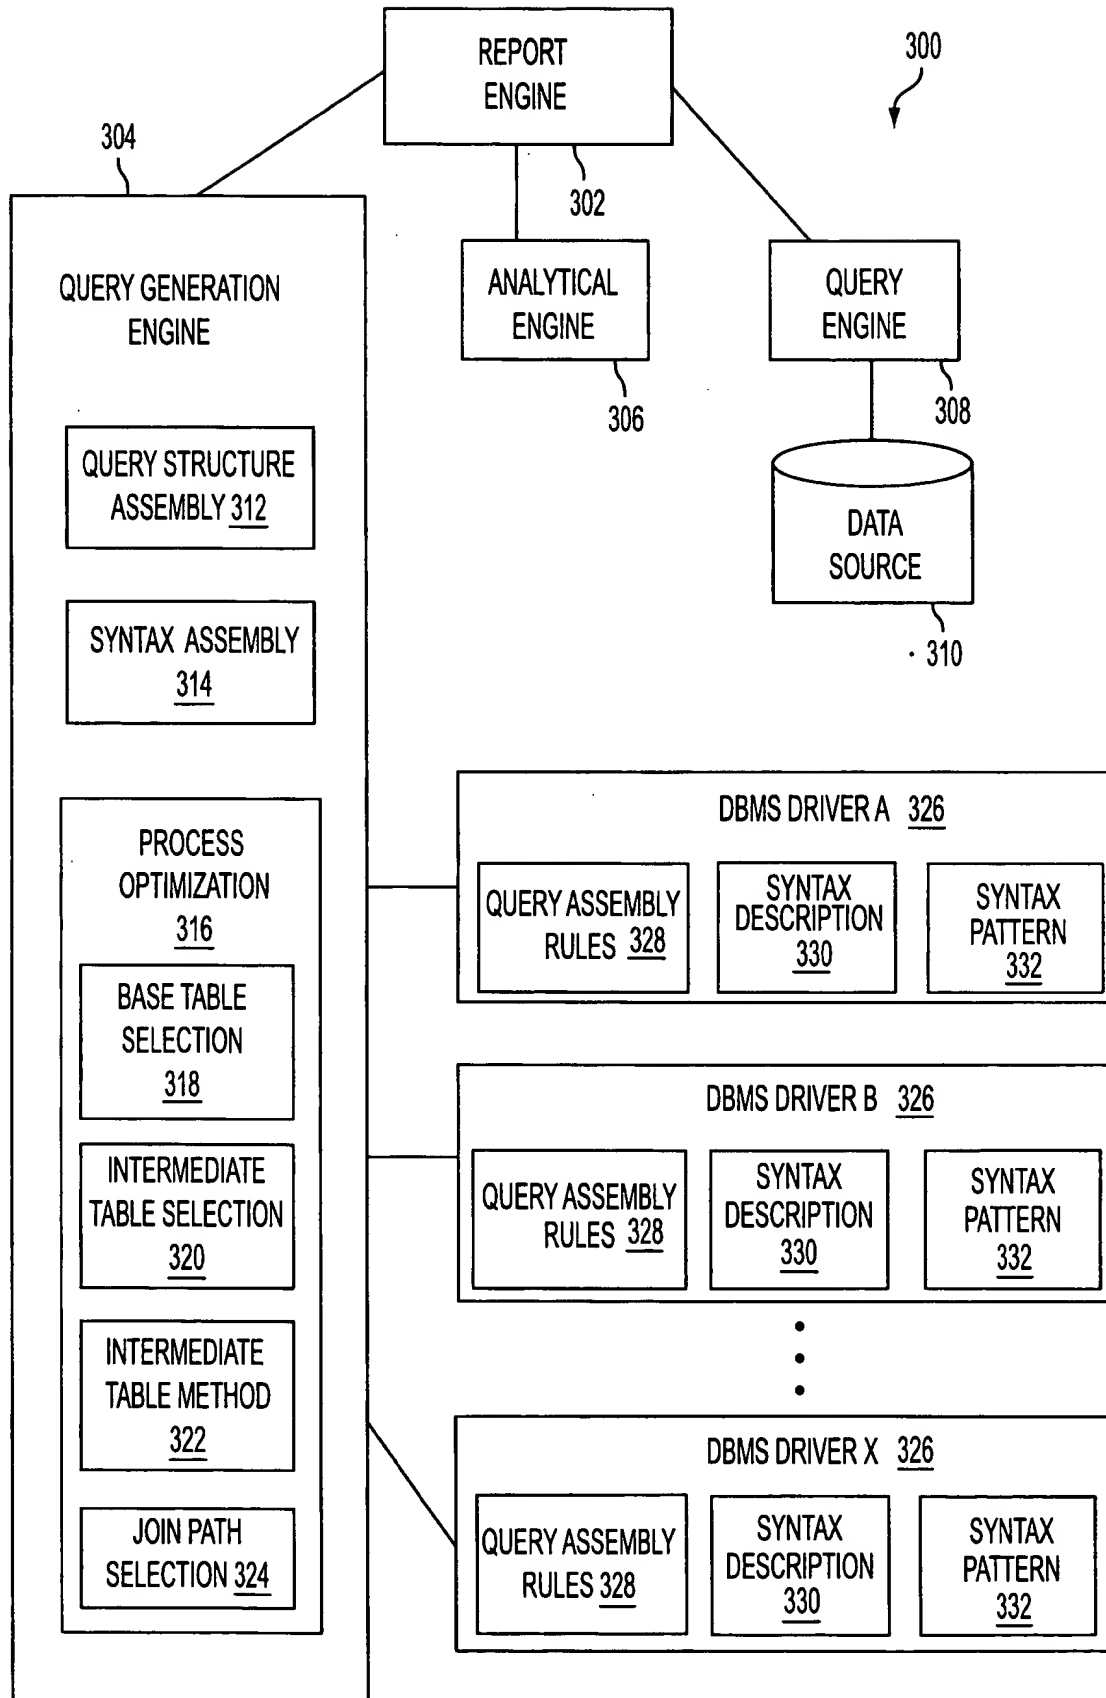 REPORT
ENGINE
300
302
304
QUERY GENERATION
ENGINE
ANALYTICAL
ENGINE
306
QUERY
ENGINE
308
DATA
SOURCE
310
QUERY STRUCTURE
ASSEMBLY 312
SYNTAX ASSEMBLY
314
PROCESS
OPTIMIZATION
316
BASE TABLE
SELECTION
318
INTERMEDIATE
TABLE SELECTION
320
INTERMEDIATE
TABLE METHOD
322
JOIN PATH
SELECTION 324
DBMS DRIVER A 326
QUERY ASSEMBLY
RULES 328
SYNTAX
DESCRIPTION
330
SYNTAX
PATTERN
332
DBMS DRIVER B 326
QUERY ASSEMBLY
RULES 328
SYNTAX
DESCRIPTION
330
SYNTAX
PATTERN
332
DBMS DRIVER X 326
QUERY ASSEMBLY
RULES 328
SYNTAX
DESCRIPTION
330
SYNTAX
PATTERN
332